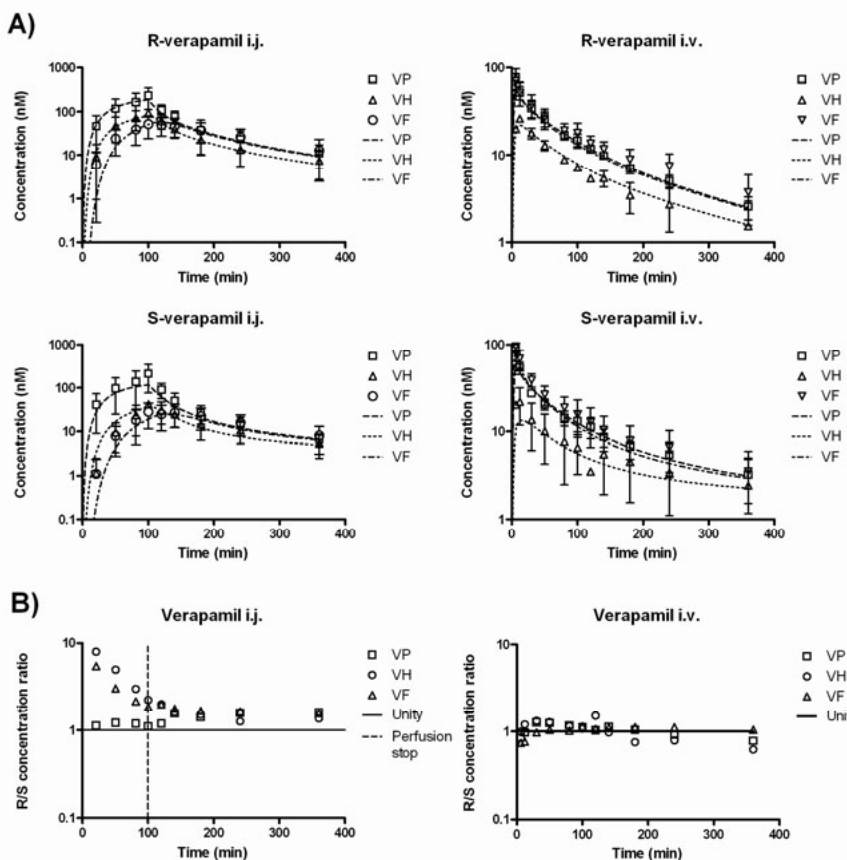 A)
R-verapamil i.j.
Concentration (nM)
1000
100
10
1
0.1
0
100
200
300
400
Time (min)
VP
VH
VF
VP
VH
VF
R-verapamil i.v.
Concentration (nM)
100
10
1
0
100
200
300
400
Time (min)
VP
VH
VF
VP
VH
VF
S-verapamil i.j.
Concentration (nM)
1000
100
10
1
0.1
0
100
200
300
400
Time (min)
VP
VH
VF
VP
VH
VF
S-verapamil i.v.
Concentration (nM)
100
10
1
0
100
200
300
400
Time (min)
VP
VH
VF
VP
VH
VF
B)
Verapamil i.j.
R/S concentration ratio
10
1
0.1
0
100
200
300
400
Time (min)
VP
VH
VF
Unity
Perfusion
stop
Verapamil i.v.
R/S concentration ratio
10
1
0.1
0
100
200
300
400
Time (min)
VP
VH
VF
Uni